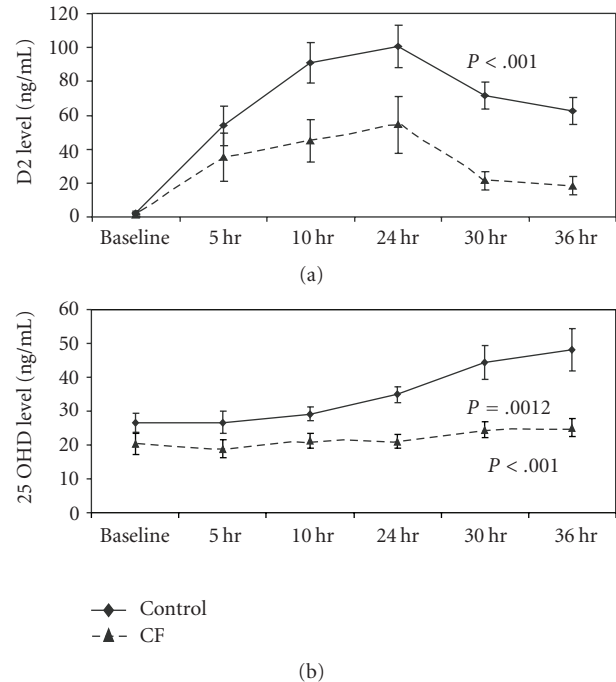 D2 level (ng/mL)
120
100
80
60
40
20
0
P < .001
Baseline 5 hr 10 hr 24 hr 30 hr 36 hr
(a)
25 OHD level (ng/mL)
60
50
40
30
20
10
0
P = .0012
P < .001
Baseline 5 hr 10 hr 24 hr 30 hr 36 hr
Control
CF
(b)